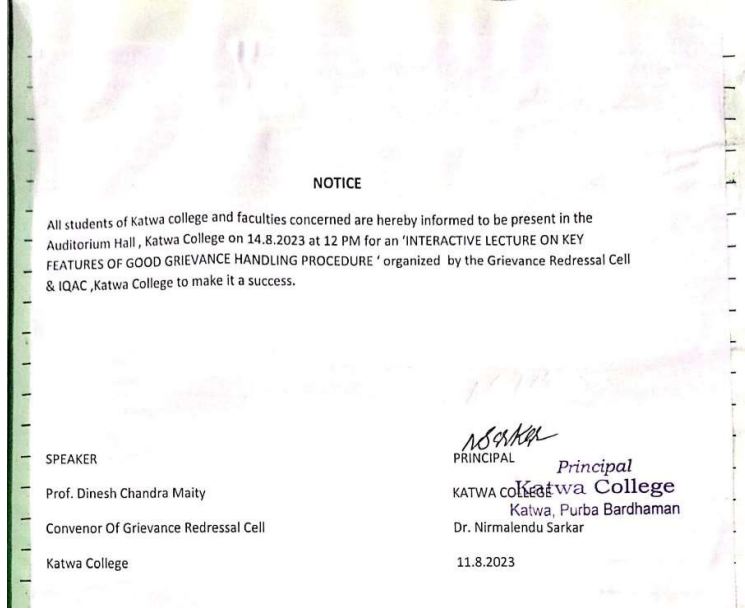 NOTICE
All students of Katwa college and faculties concerned are hereby informed to be present in the
Auditorium Hall , Katwa College on 14.8.2023 at 12 PM for an 'INTERACTIVE LECTURE ON KEY
FEATURES OF GOOD GRIEVANCE HANDLING PROCEDURE ' organized by the Grievance Redressal Cell
& IQAC ,Katwa College to make it a success.
SPEAKER
Prof. Dinesh Chandra Maity
Convenor Of Grievance Redressal Cell
Katwa College
NSarkar
PRINCIPAL
Principal
KATWA COLLEGE
Katwa College
Katwa, Purba Bardhaman
Dr. Nirmalendu Sarkar
11.8.2023